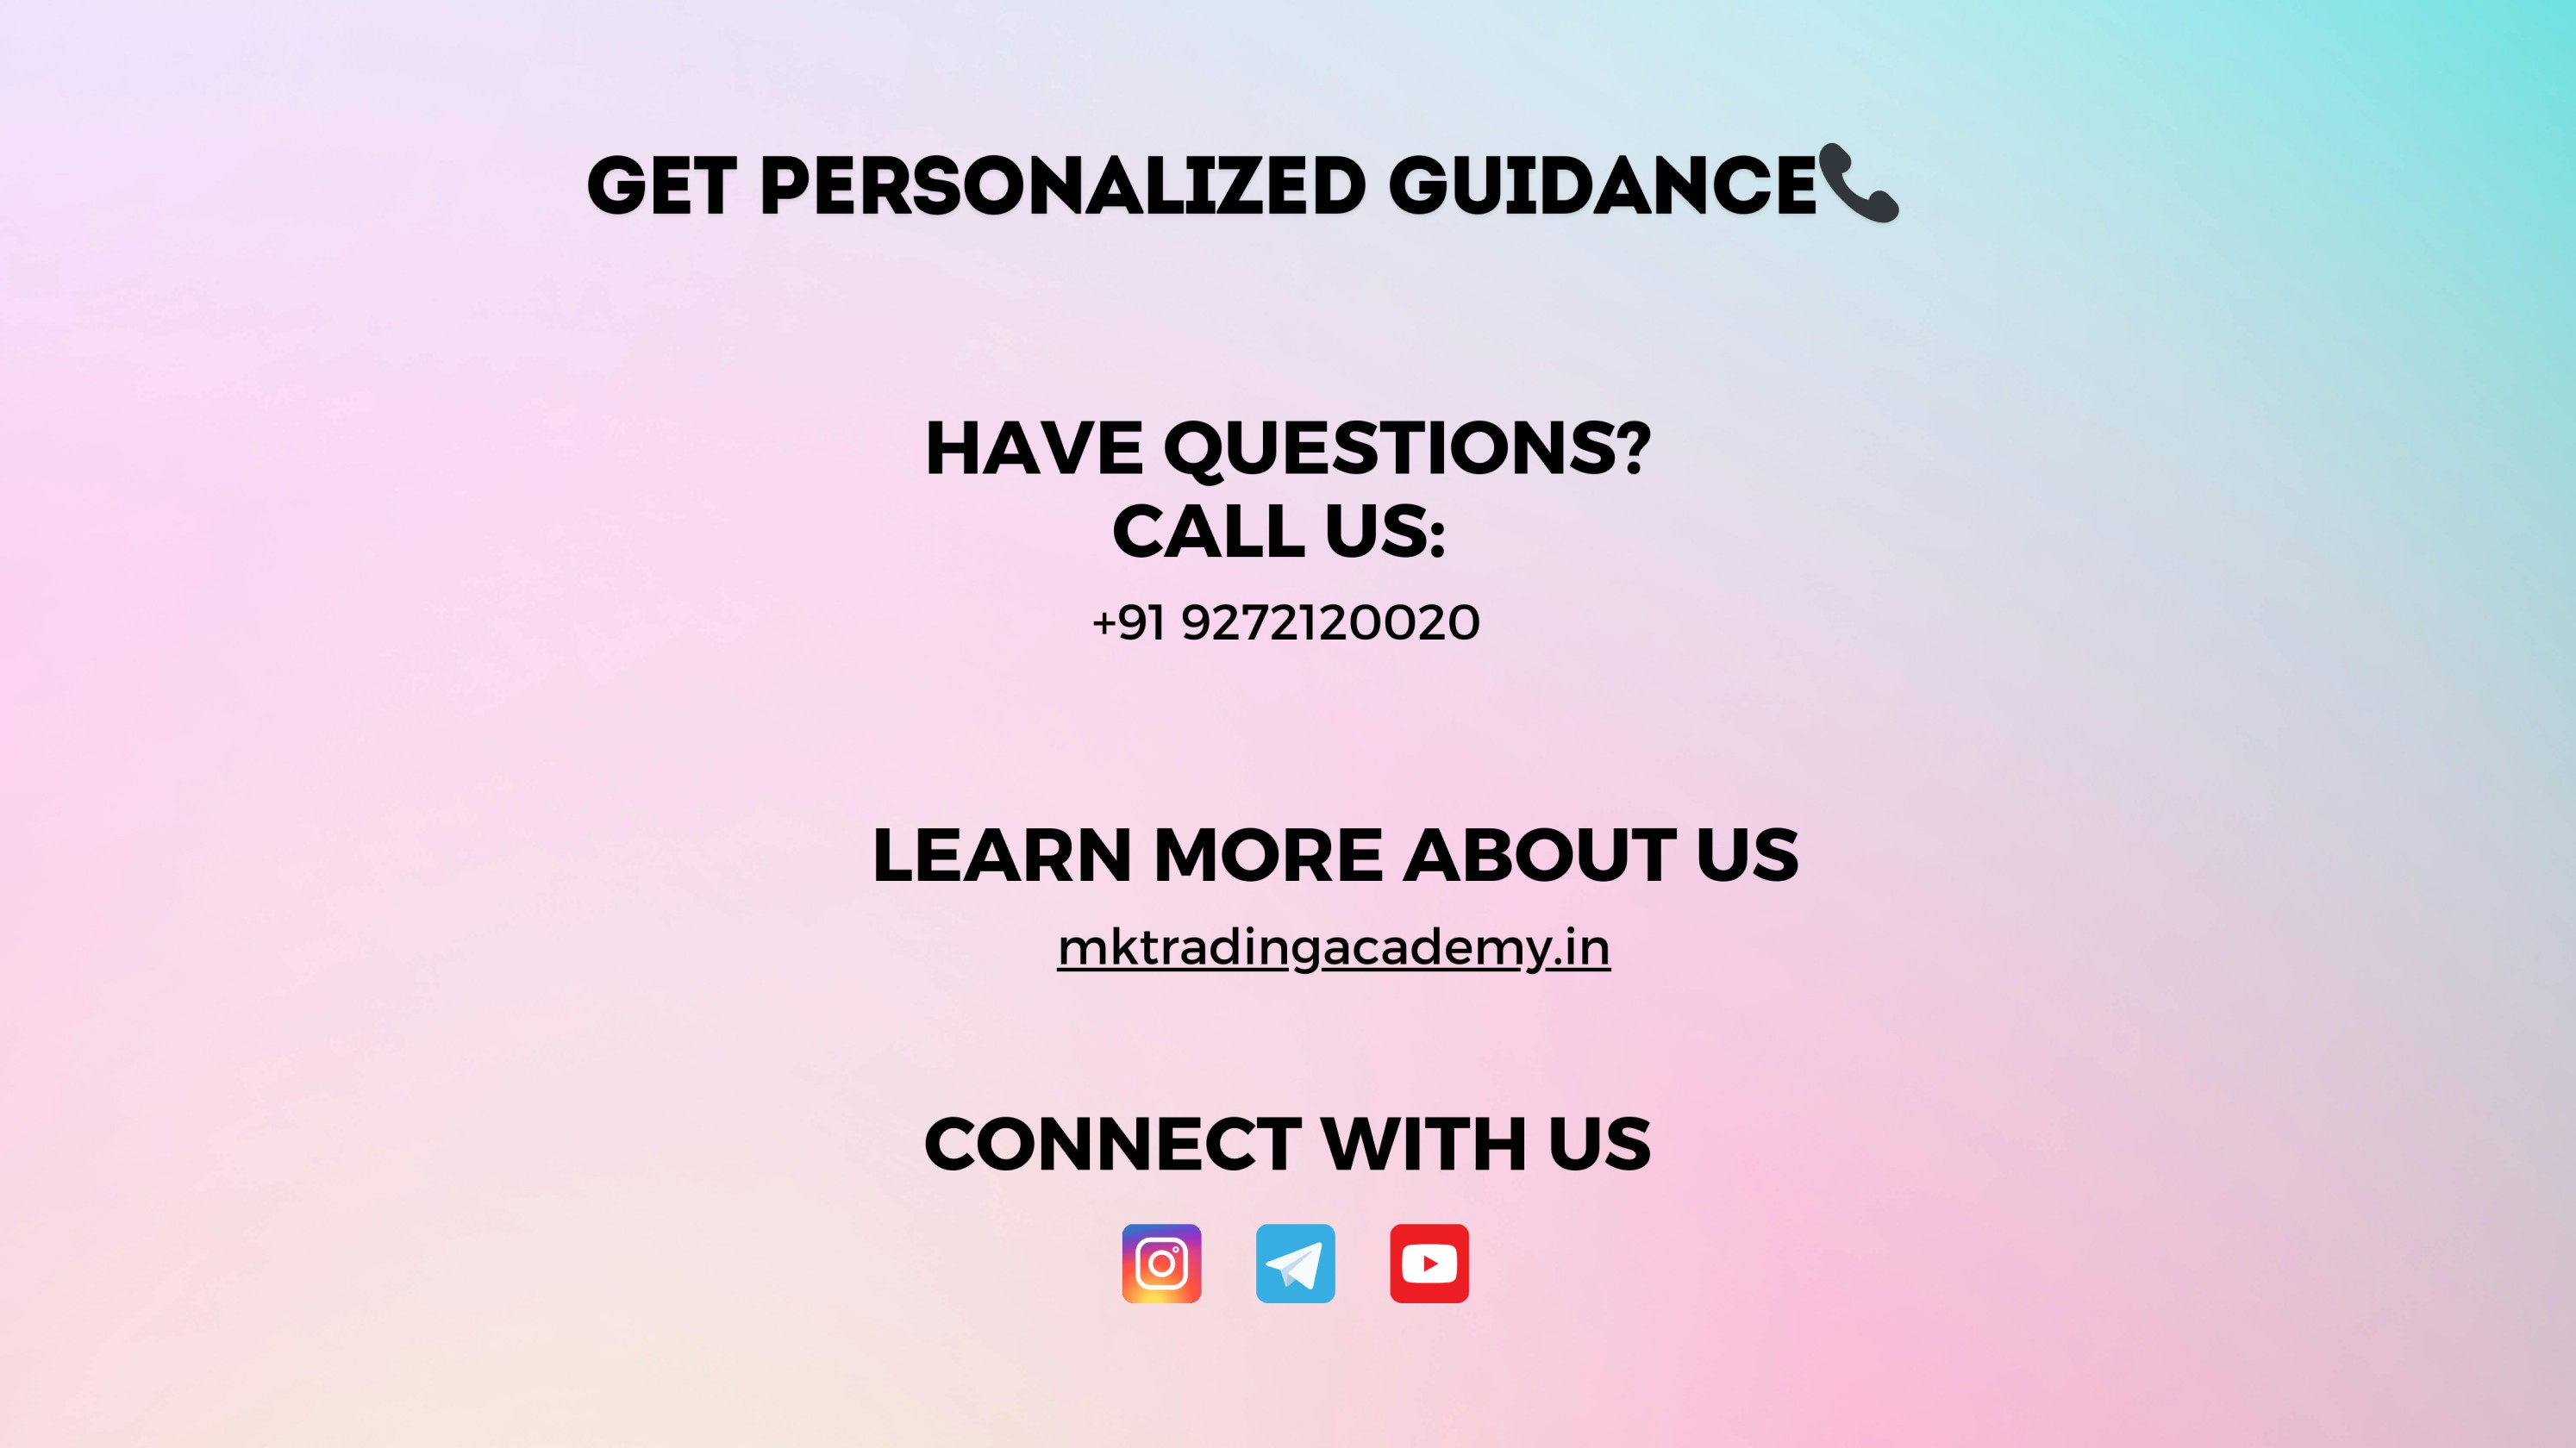 GET PERSONALIZED GUIDANCE📞
HAVE QUESTIONS?
CALL US:
+91 9272120020
LEARN MORE ABOUT US
mktradingacademy.in
CONNECT WITH US